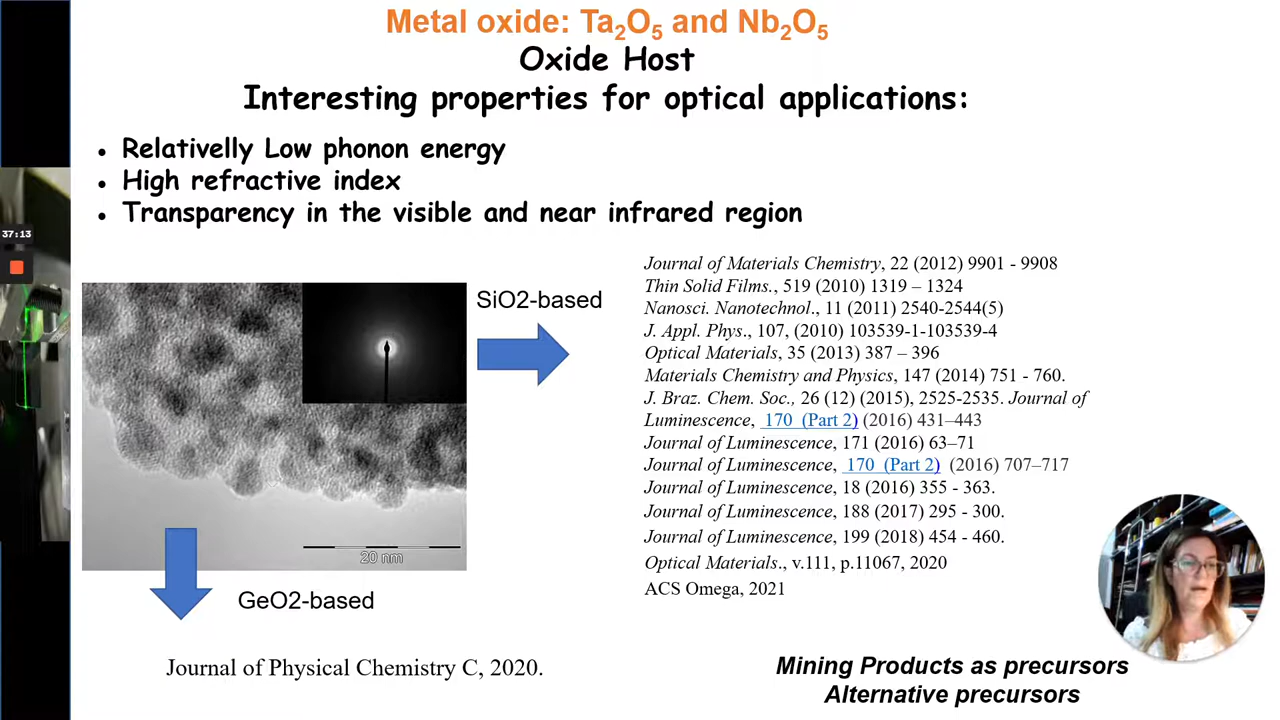 Metal oxide: Ta₂O₅ and Nb₂O₅
Oxide Host
Interesting properties for optical applications:
• Relativelly Low phonon energy
• High refractive index
• Transparency in the visible and near infrared region
37:13
SiO2-based
20 nm
GeO2-based
Journal of Physical Chemistry C, 2020.
Journal of Materials Chemistry, 22 (2012) 9901 - 9908
Thin Solid Films., 519 (2010) 1319 – 1324
Nanosci. Nanotechnol., 11 (2011) 2540-2544(5)
J. Appl. Phys., 107, (2010) 103539-1-103539-4
Optical Materials, 35 (2013) 387 – 396
Materials Chemistry and Physics, 147 (2014) 751 - 760.
J. Braz. Chem. Soc., 26 (12) (2015), 2525-2535. Journal of
Luminescence, 170 (Part 2) (2016) 431–443
Journal of Luminescence, 171 (2016) 63–71
Journal of Luminescence, 170 (Part 2) (2016) 707–717
Journal of Luminescence, 18 (2016) 355 - 363.
Journal of Luminescence, 188 (2017) 295 - 300.
Journal of Luminescence, 199 (2018) 454 - 460.
Optical Materials., v.111, p.11067, 2020
ACS Omega, 2021
Mining Products as precursors
Alternative precursors